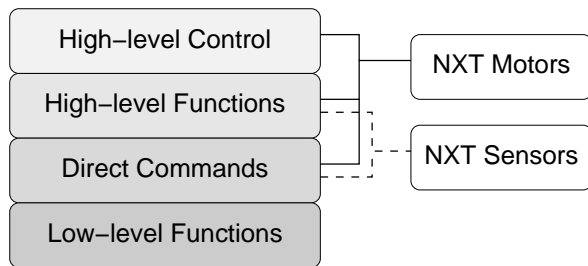 High−level Control
NXT Motors
High−level Functions
NXT Sensors
Direct Commands
Low−level Functions